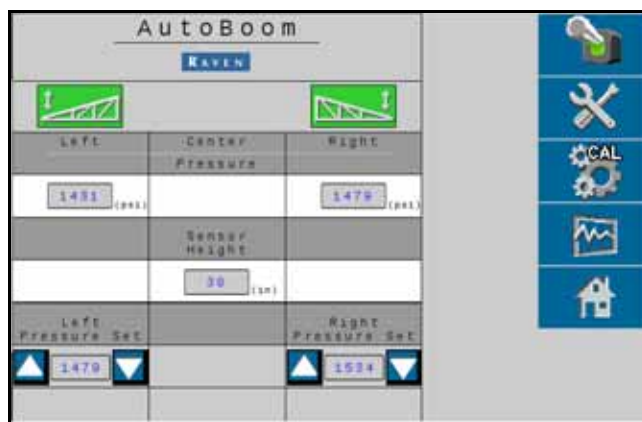 AutoBoom
RAVEN
Left Center Right
Pressure
1431 (psi) 1479 (psi)
Sensor
Height
30 (in)
Left Right
Pressure Set Pressure Set
1479 1534
CAL